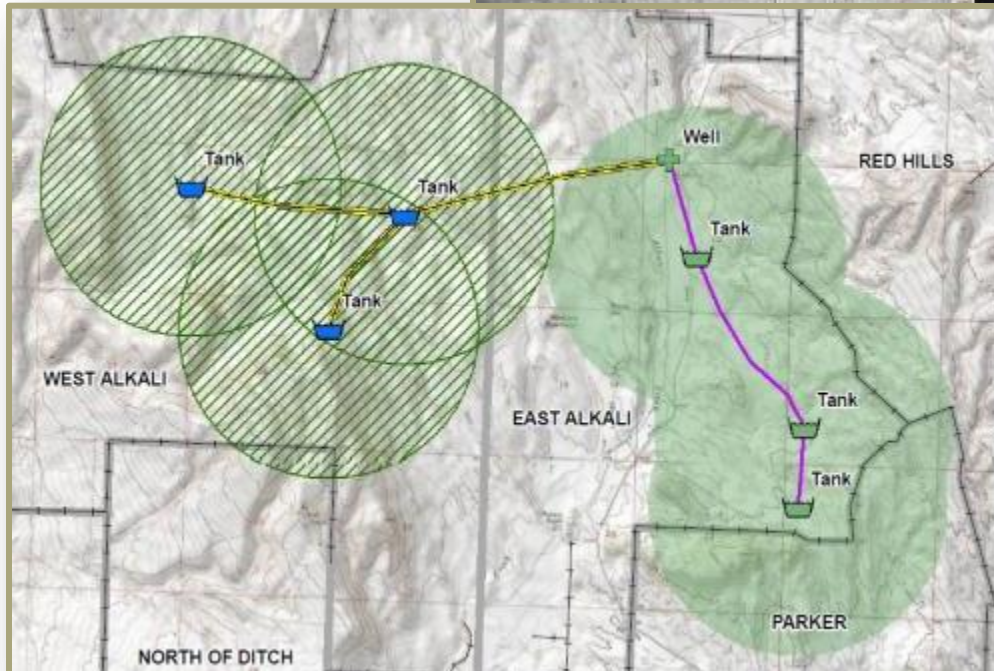 Well
Tank
RED HILLS
Tank
Tank
Tank
WEST ALKALI
EAST ALKALI
Tank
Tank
PARKER
NORTH OF DITCH